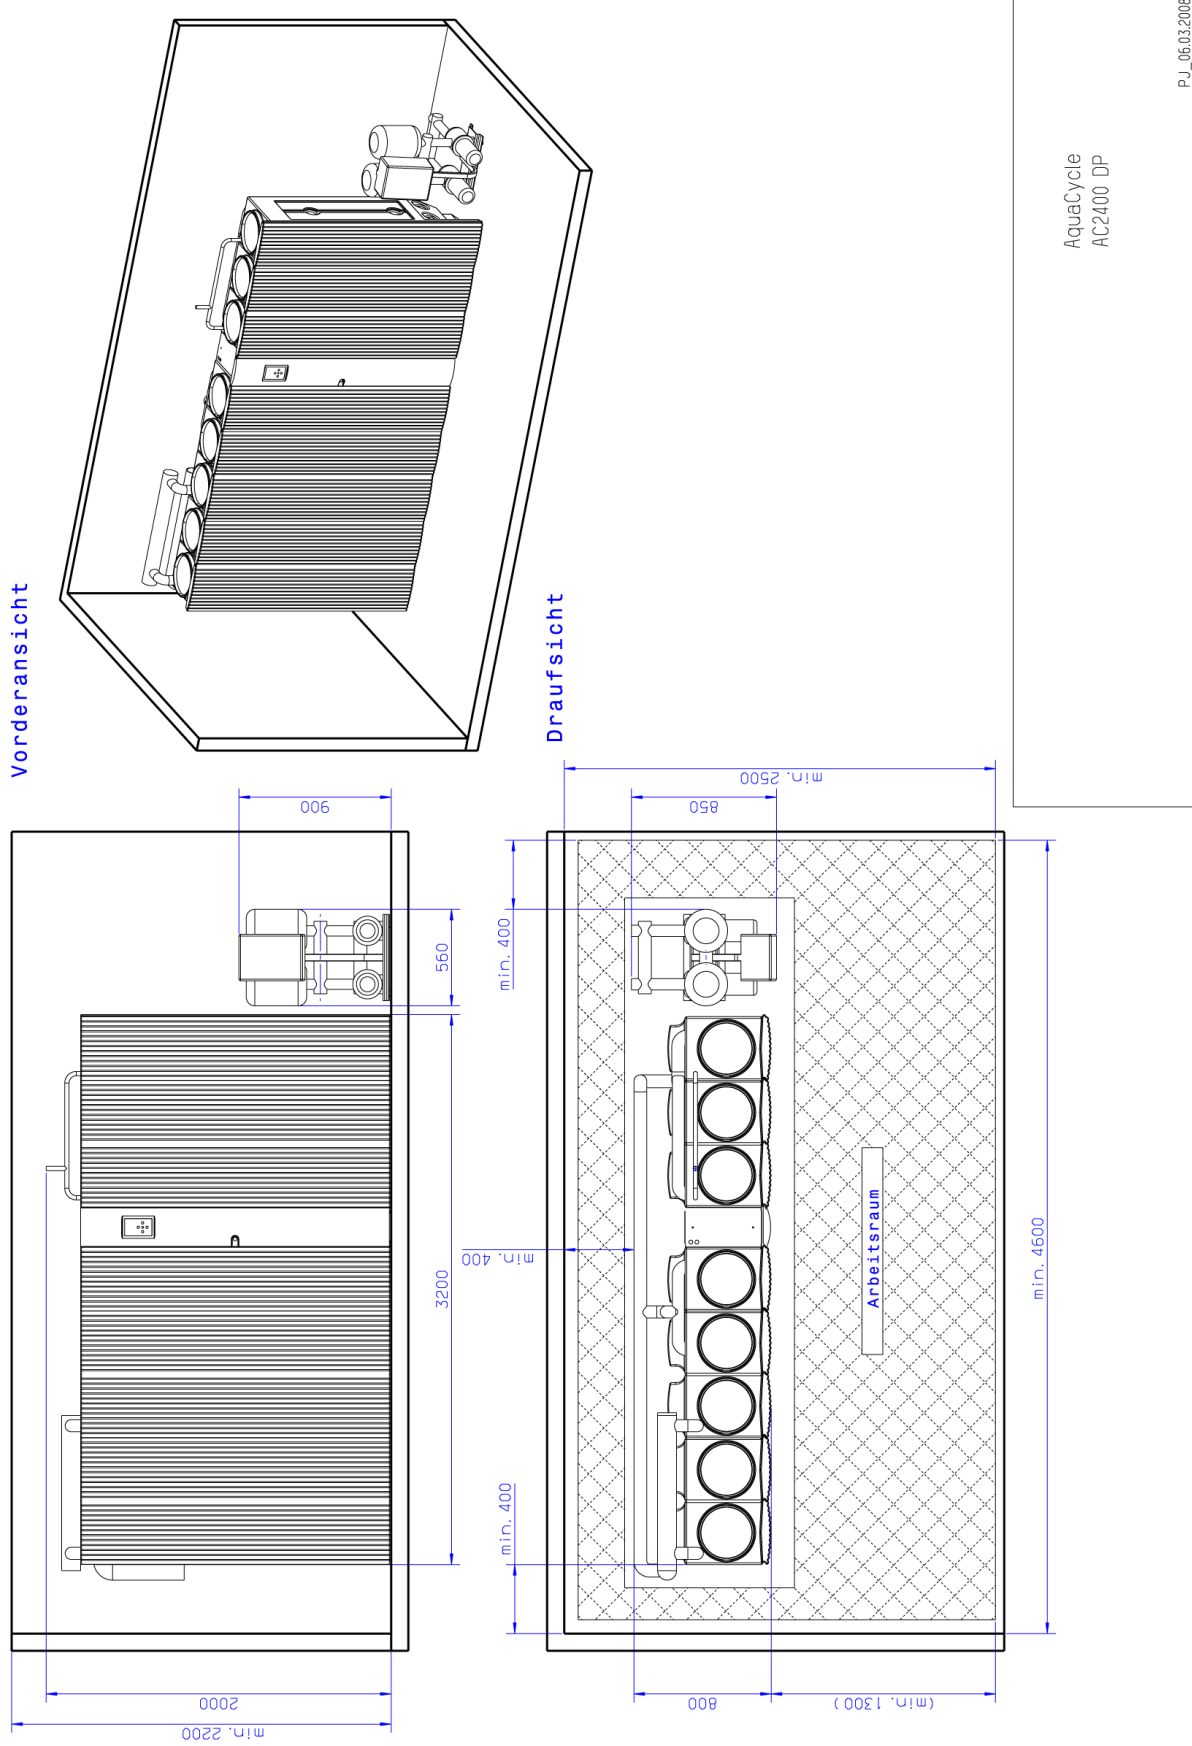 Vorderansicht
900
560
3200
2000
min. 2200
Draufsicht
min. 2500
850
min. 400
min. 400
min. 400
Arbeitsraum
min. 4600
800
(min. 1300)
AquaCycle
AC2400 DP
PJ_06.03.2008